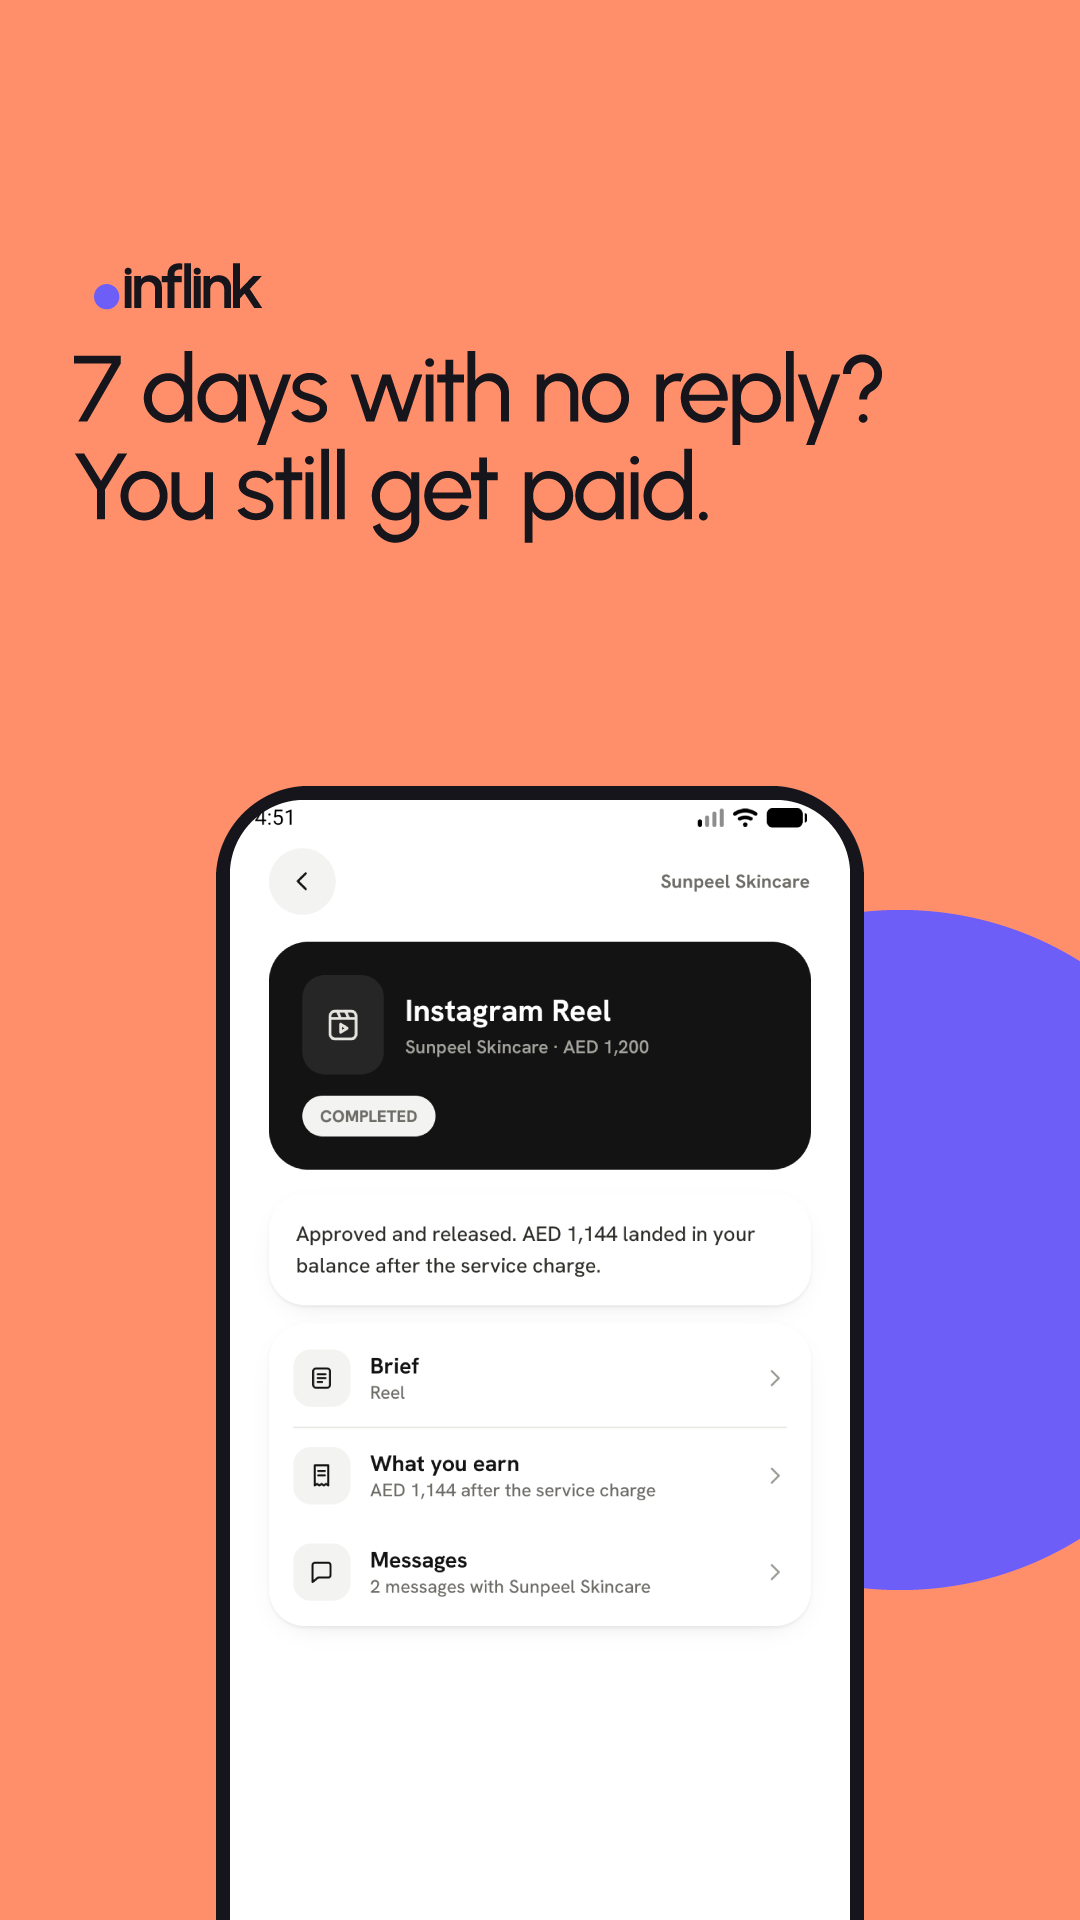 inflink
7 days with no reply?
You still get paid.
4:51
Sunpeel Skincare
Instagram Reel
Sunpeel Skincare · AED 1,200
COMPLETED
Approved and released. AED 1,144 landed in your
balance after the service charge.
Brief
Reel
What you earn
AED 1,144 after the service charge
Messages
2 messages with Sunpeel Skincare